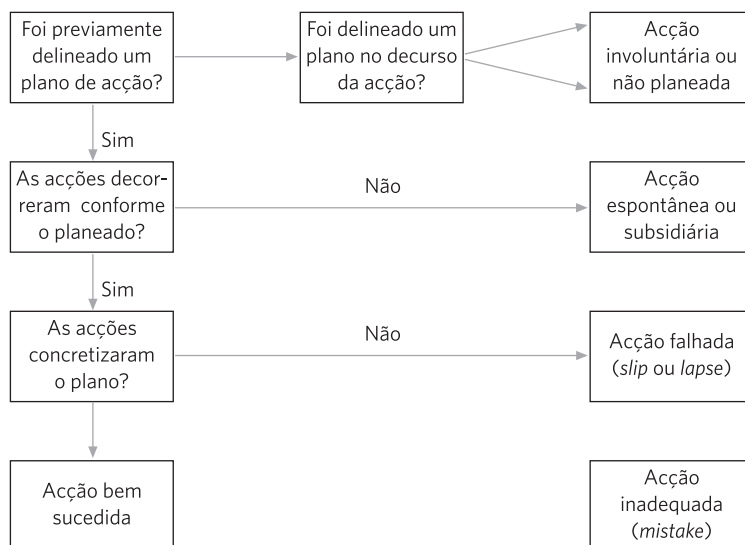 Foi previamente
delineado um
plano de acção?
Foi delineado um
plano no decurso
da acção?
Acção
involuntária ou
não planeada
Sim
As acções decor-
reram conforme
o planeado?
Não
Acção
espontânea ou
subsidiária
Sim
As acções
concretizaram
o plano?
Não
Acção falhada
(slip ou lapse)
Acção bem
sucedida
Acção
inadequada
(mistake)